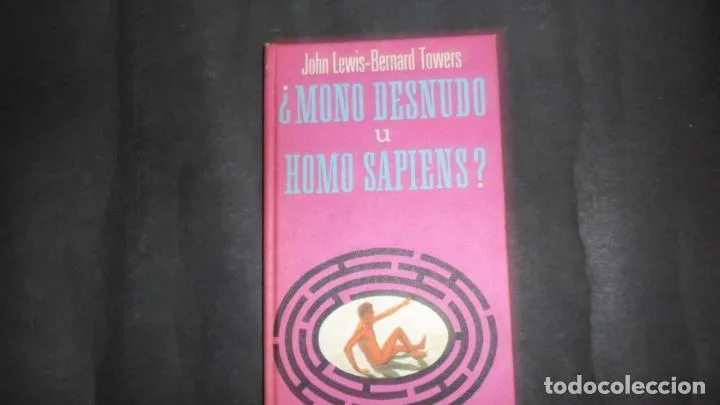 John Lewis-Bernard Towers
¿MONO DESNUDO
u
HOMO SAPIENS?
todocoleccion